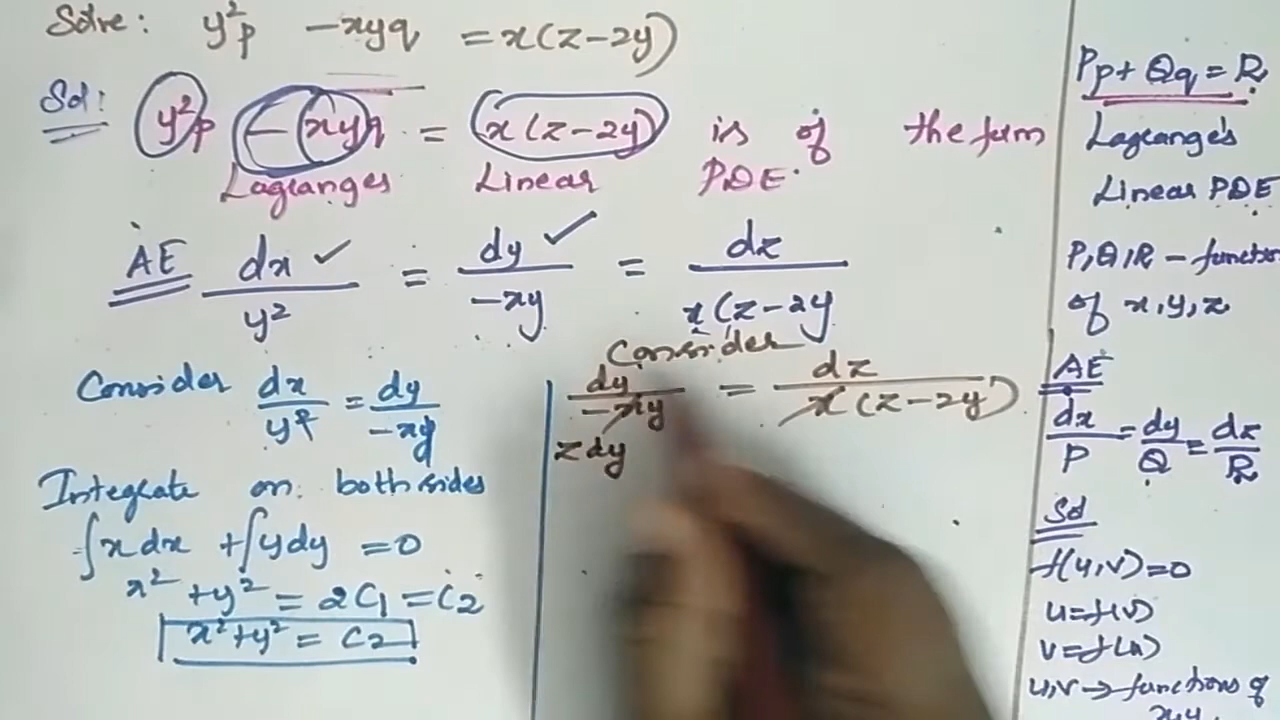 Solve: y²p -xyq = x(z-2y)
Sol: y²p - xyq = x(z-2y) is of the form
Lagranges Linear PDE.
AE dx/y² = dy/-xy = dz/x(z-2y
Consider dx/y² = dy/-xy
Integrate on both sides
∫x dx + ∫y dy = 0
x² + y² = 2C₁ = C₂
x²+y² = C₂
Consider
dy/-xy = dz/x(z-2y)
z dy
Pp + Qq = R
Lagrange's
Linear PDE
P,Q,R - function
of x,y,z
AE
dx/P = dy/Q = dz/R
Sol
f(u,v)=0
u=f(v)
v=f(u)
u,v → functions of